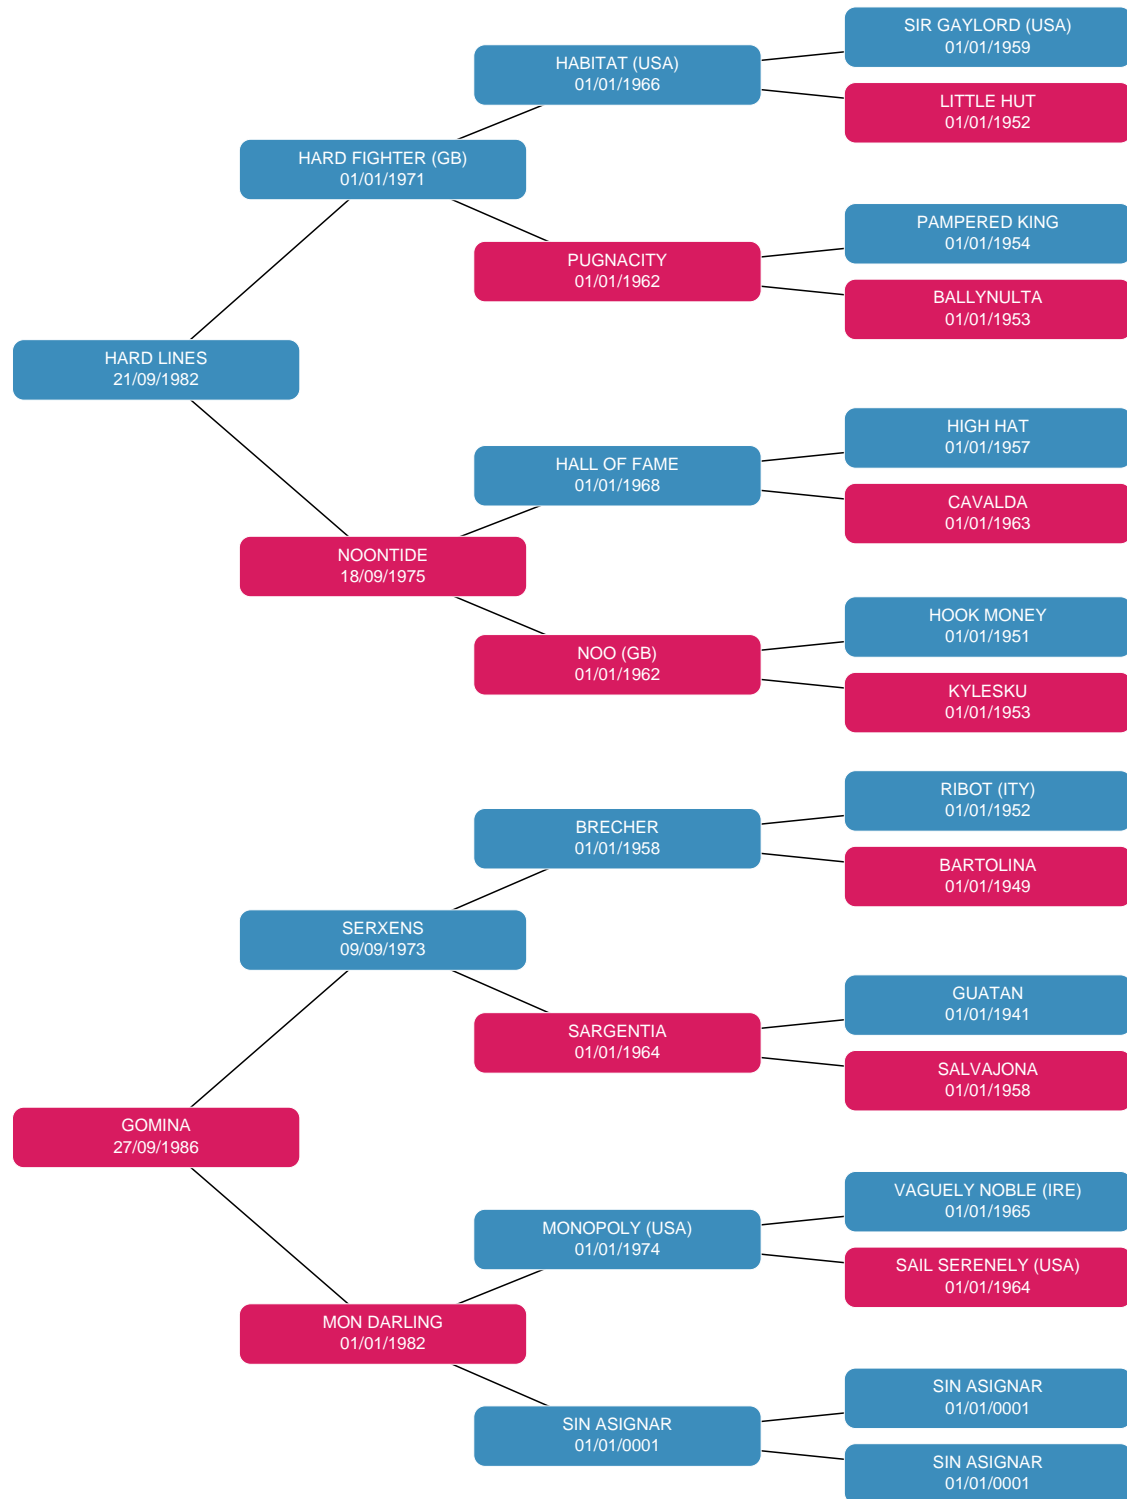 SIR GAYLORD (USA)
01/01/1959
HABITAT (USA)
01/01/1966
LITTLE HUT
01/01/1952
HARD FIGHTER (GB)
01/01/1971
PAMPERED KING
01/01/1954
PUGNACITY
01/01/1962
BALLYNULTA
01/01/1953
HARD LINES
21/09/1982
HIGH HAT
01/01/1957
HALL OF FAME
01/01/1968
CAVALDA
01/01/1963
NOONTIDE
18/09/1975
HOOK MONEY
01/01/1951
NOO (GB)
01/01/1962
KYLESKU
01/01/1953
RIBOT (ITY)
01/01/1952
BRECHER
01/01/1958
BARTOLINA
01/01/1949
SERXENS
09/09/1973
GUATAN
01/01/1941
SARGENTIA
01/01/1964
SALVAJONA
01/01/1958
GOMINA
27/09/1986
VAGUELY NOBLE (IRE)
01/01/1965
MONOPOLY (USA)
01/01/1974
SAIL SERENELY (USA)
01/01/1964
MON DARLING
01/01/1982
SIN ASIGNAR
01/01/0001
SIN ASIGNAR
01/01/0001
SIN ASIGNAR
01/01/0001